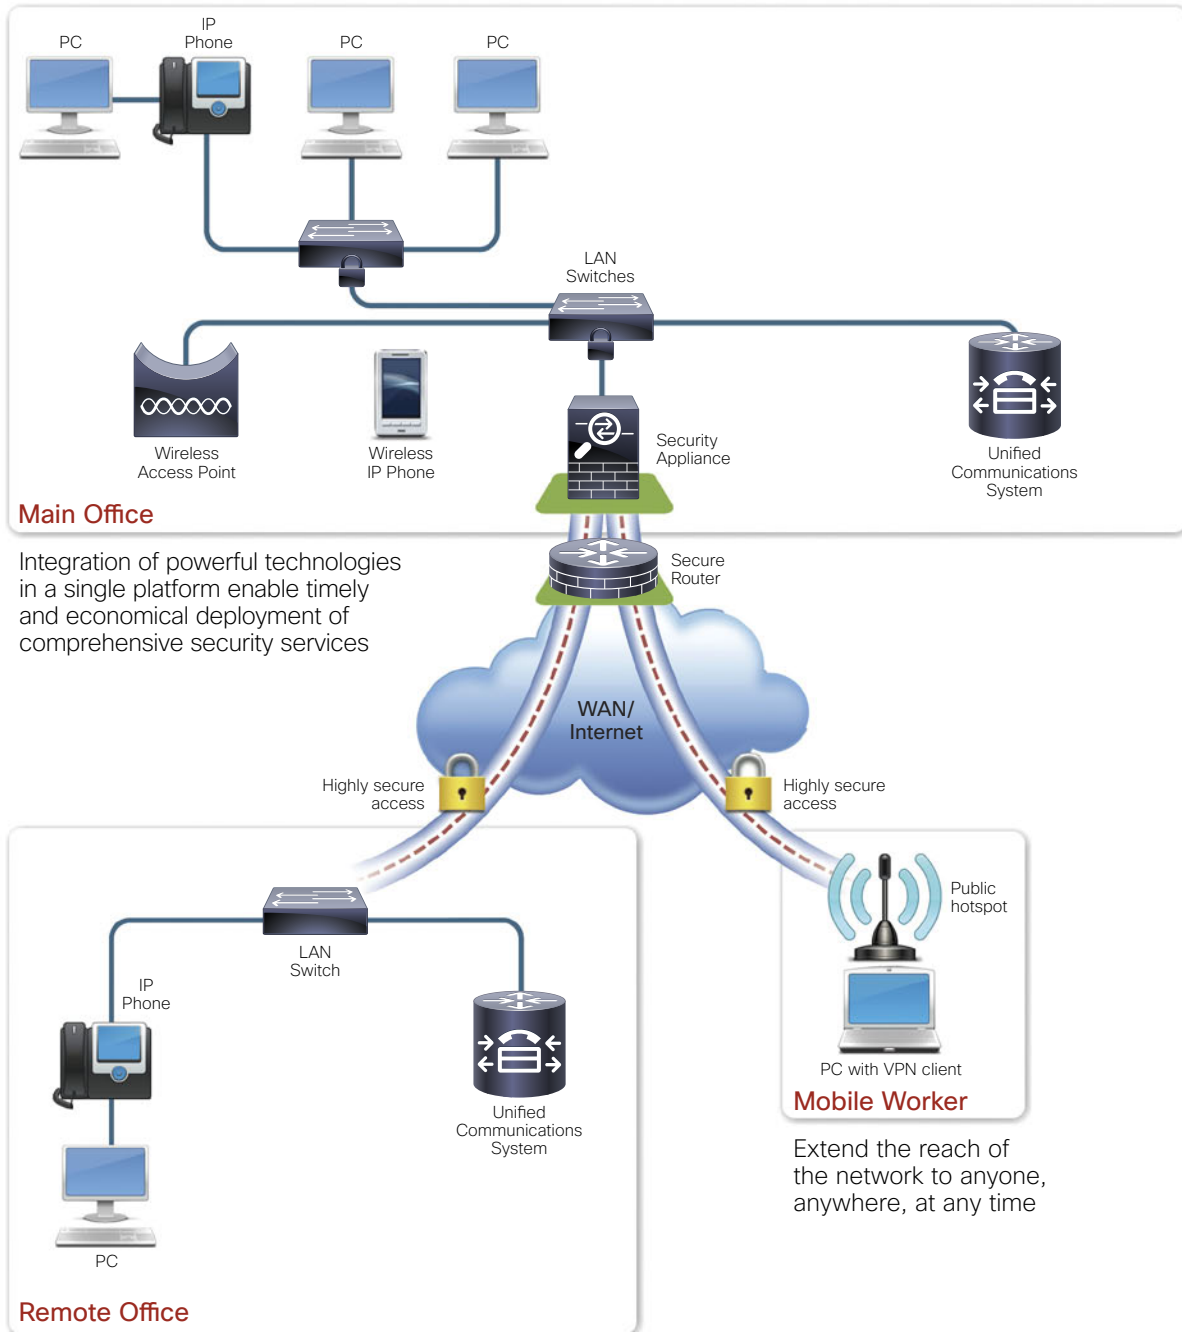 PC
IP
Phone
PC
PC
LAN
Switches
Wireless
Access Point
Wireless
IP Phone
Security
Appliance
Unified
Communications
System
Main Office
Integration of powerful technologies
in a single platform enable timely
and economical deployment of
comprehensive security services
Secure
Router
WAN/
Internet
Highly secure
access
Highly secure
access
LAN
Switch
IP
Phone
Unified
Communications
System
PC
Remote Office
Public
hotspot
PC with VPN client
Mobile Worker
Extend the reach of
the network to anyone,
anywhere, at any time